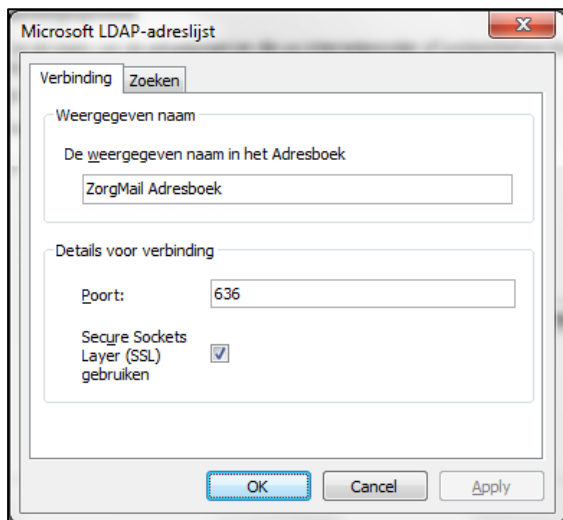 Microsoft LDAP-adreslijst
Verbinding Zoeken
Weergegeven naam
De weergegeven naam in het Adresboek
ZorgMail Adresboek
Details voor verbinding
Poort: 636
Secure Sockets
Layer (SSL)
gebruiken
OK Cancel Apply